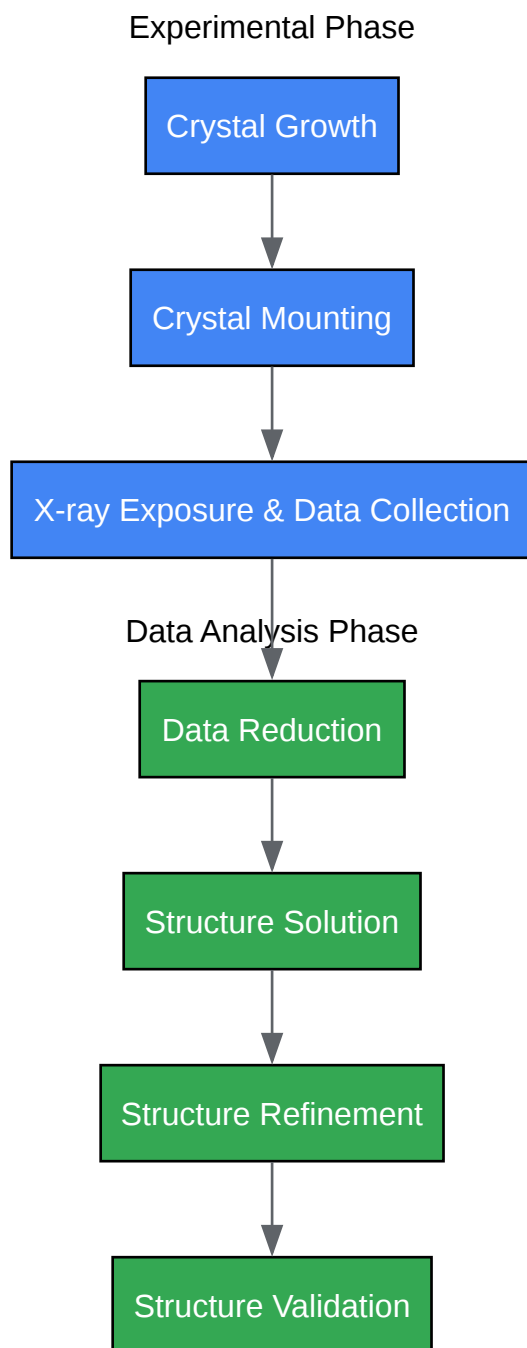 Experimental Phase
Crystal Growth
Crystal Mounting
X-ray Exposure & Data Collection
Data Analysis Phase
Data Reduction
Structure Solution
Structure Refinement
Structure Validation